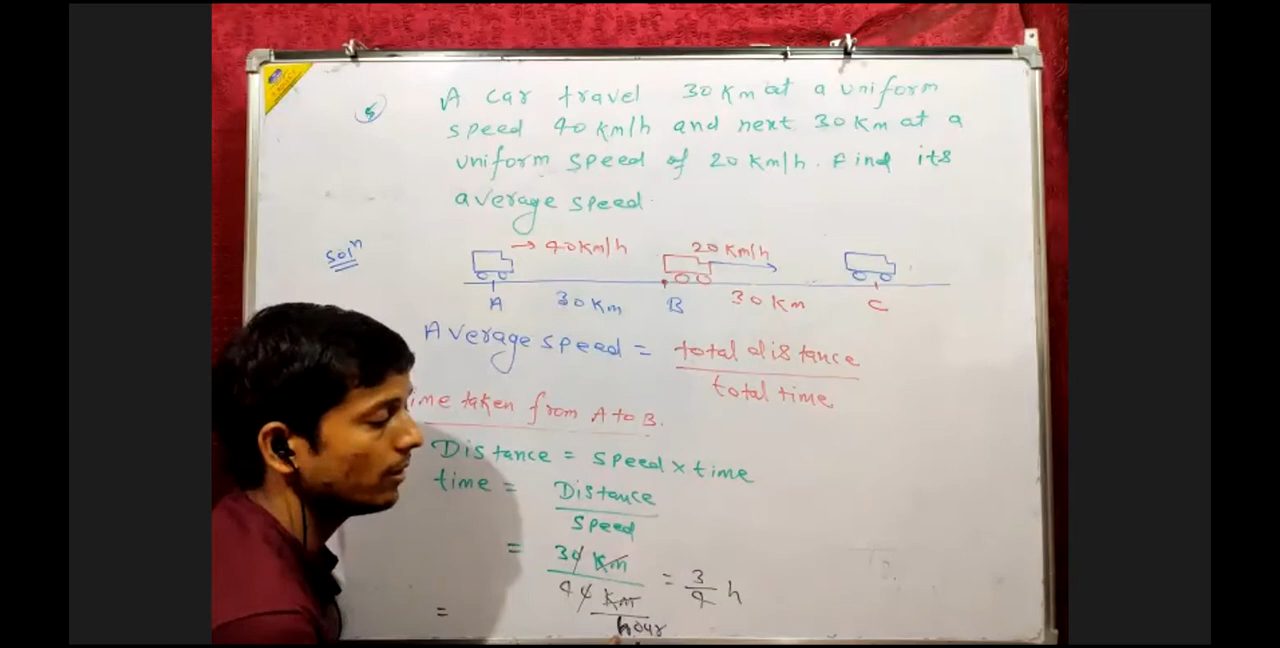 5
A car travel 30 Km at a uniform
speed 40 km/h and next 30 Km at a
uniform speed of 20 Km/h. Find its
average speed.
Solⁿ
→ 40 Km/h
20 Km/h
A 30 Km B 30 Km C
Average speed = total distance
total time
ime taken from A to B.
Distance = speed × time
time = Distance
speed
= 30 Km
40 Km
hour
= 3/4 h
=